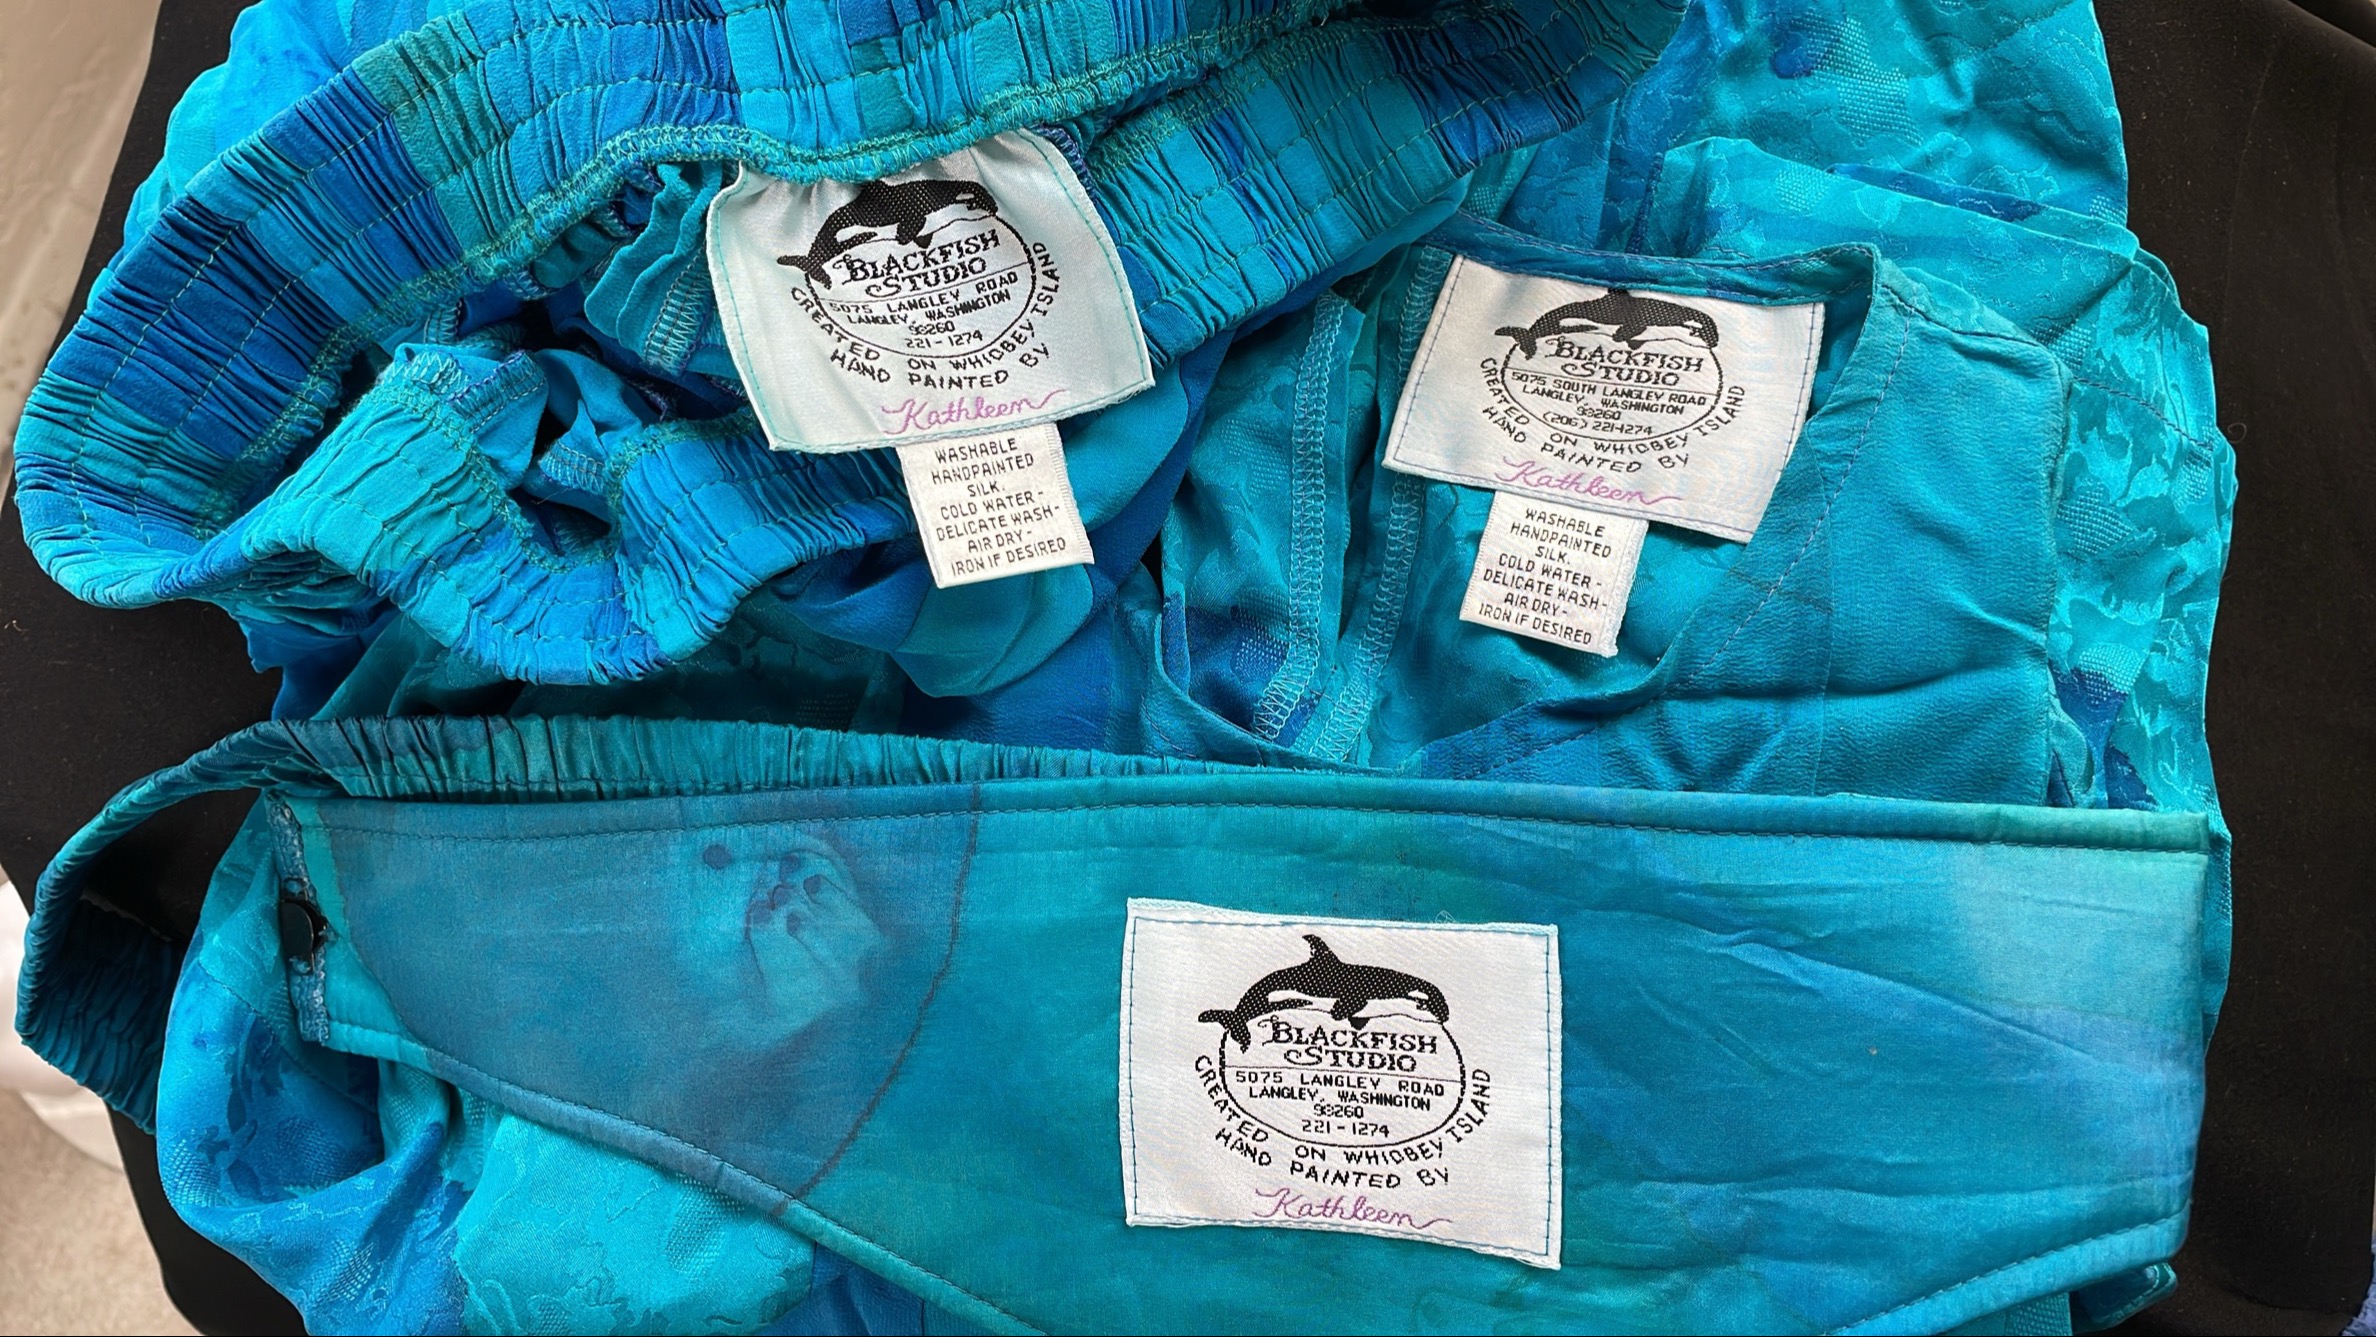 BLACKFISH
STUDIO
5075 LANGLEY ROAD
LANGLEY, WASHINGTON
98260
221-1274
CREATED ON WHIDBEY ISLAND
HAND PAINTED BY
Kathleen
WASHABLE
HANDPAINTED
SILK.
COLD WATER-
DELICATE WASH-
AIR DRY-
IRON IF DESIRED
BLACKFISH
STUDIO
5075 SOUTH LANGLEY ROAD
LANGLEY, WASHINGTON
98260
(206) 221-1274
CREATED ON WHIDBEY ISLAND
HAND PAINTED BY
Kathleen
WASHABLE
HANDPAINTED
SILK.
COLD WATER-
DELICATE WASH-
AIR DRY-
IRON IF DESIRED
BLACKFISH
STUDIO
5075 LANGLEY ROAD
LANGLEY, WASHINGTON
98260
221-1274
CREATED ON WHIDBEY ISLAND
HAND PAINTED BY
Kathleen